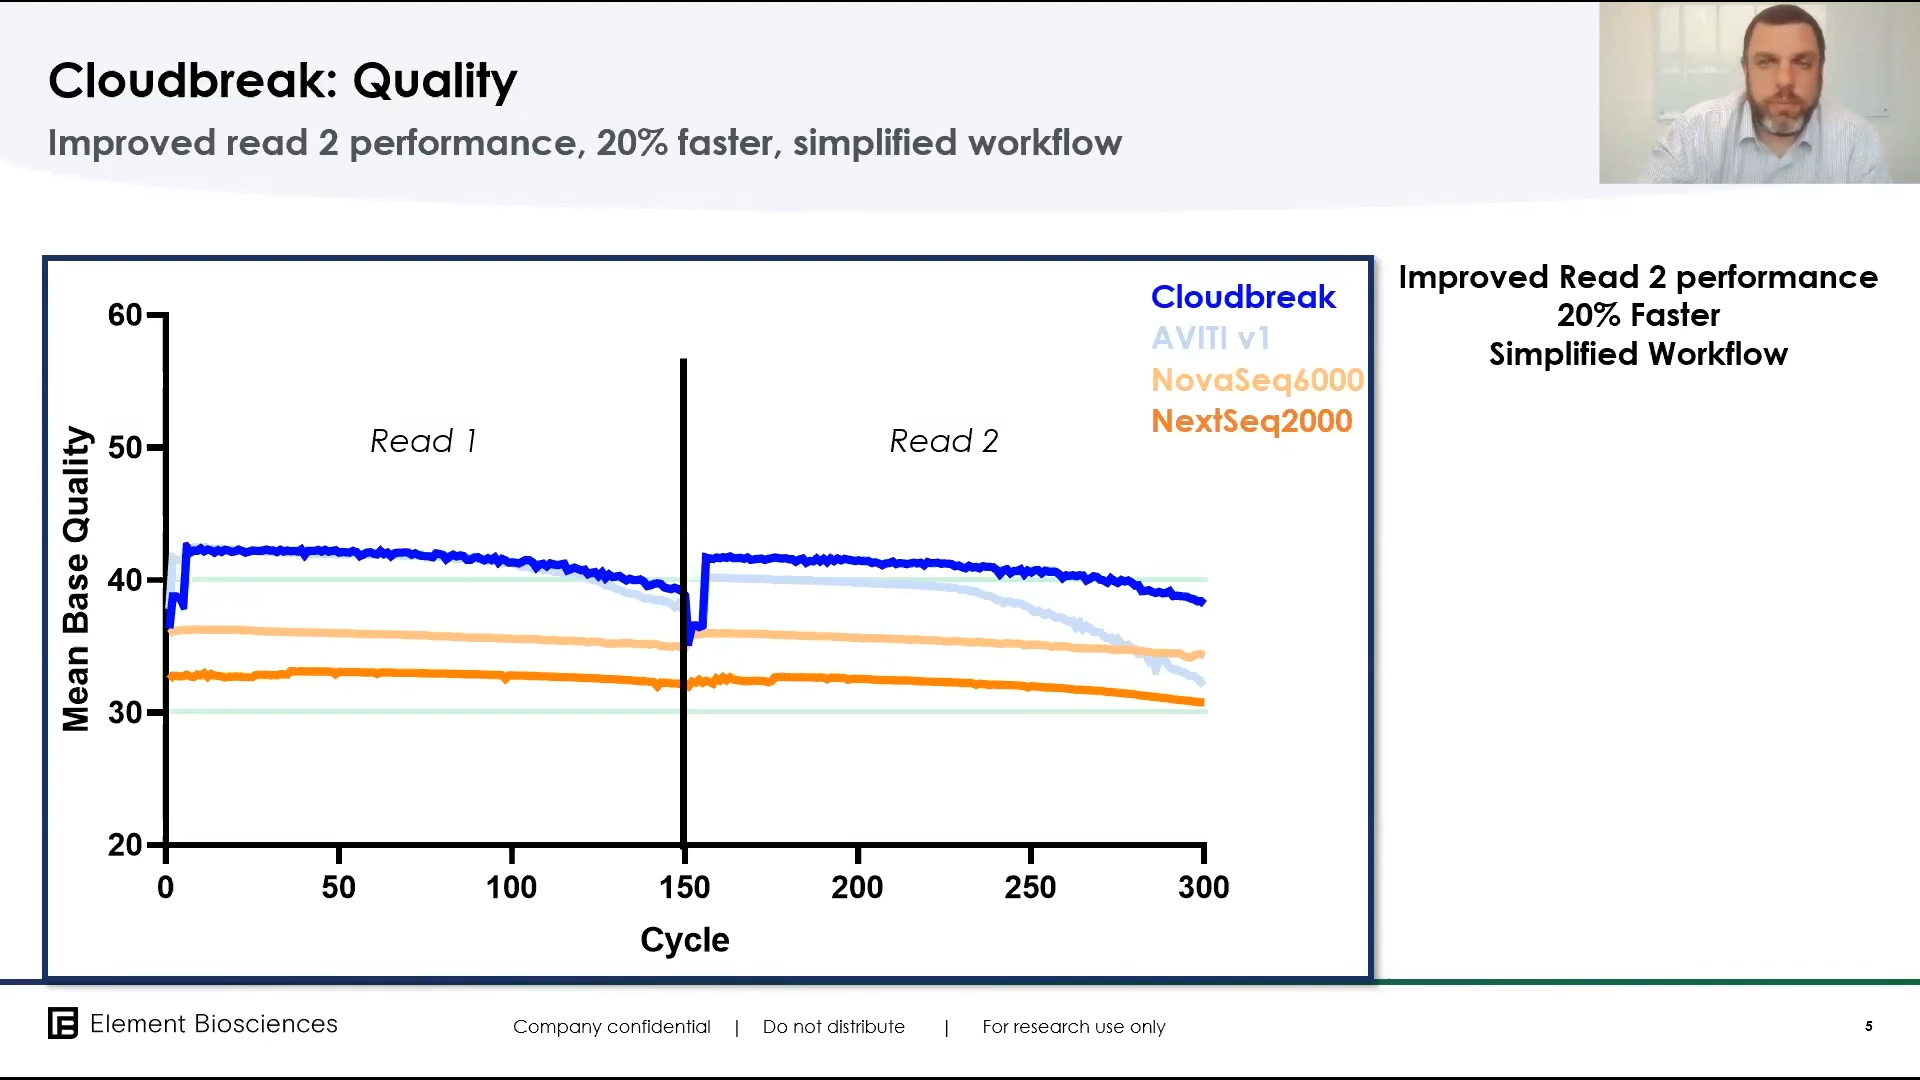 Cloudbreak: Quality
Improved read 2 performance, 20% faster, simplified workflow
Improved Read 2 performance
20% Faster
Simplified Workflow
Cloudbreak
AVITI v1
NovaSeq6000
NextSeq2000
Read 1
Read 2
Mean Base Quality
60
50
40
30
20
0 50 100 150 200 250 300
Cycle
Element Biosciences
Company confidential | Do not distribute | For research use only
5